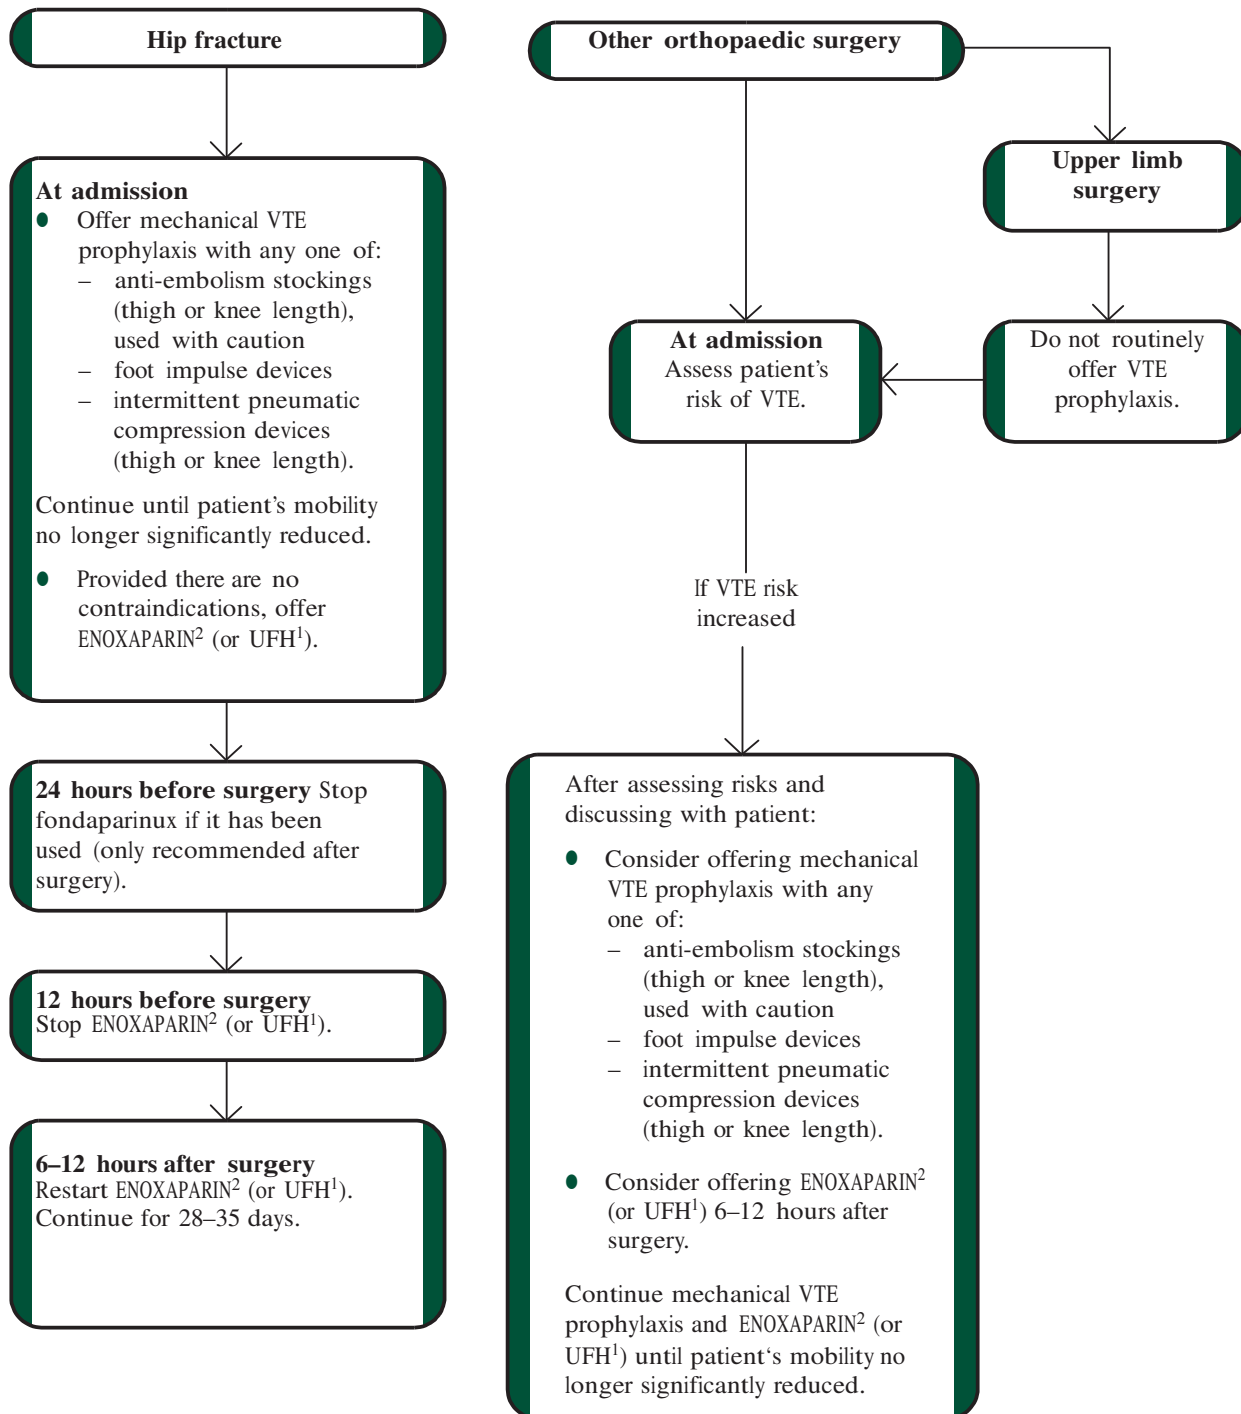 Hip fracture
At admission
● Offer mechanical VTE
prophylaxis with any one of:
– anti-embolism stockings
(thigh or knee length),
used with caution
– foot impulse devices
– intermittent pneumatic
compression devices
(thigh or knee length).
Continue until patient’s mobility
no longer significantly reduced.
● Provided there are no
contraindications, offer
ENOXAPARIN² (or UFH¹).
24 hours before surgery Stop
fondaparinux if it has been
used (only recommended after
surgery).
12 hours before surgery
Stop ENOXAPARIN² (or UFH¹).
6–12 hours after surgery
Restart ENOXAPARIN² (or UFH¹).
Continue for 28–35 days.
Other orthopaedic surgery
Upper limb
surgery
Do not routinely
offer VTE
prophylaxis.
At admission
Assess patient’s
risk of VTE.
If VTE risk
increased
After assessing risks and
discussing with patient:
● Consider offering mechanical
VTE prophylaxis with any
one of:
– anti-embolism stockings
(thigh or knee length),
used with caution
– foot impulse devices
– intermittent pneumatic
compression devices
(thigh or knee length).
● Consider offering ENOXAPARIN²
(or UFH¹) 6–12 hours after
surgery.
Continue mechanical VTE
prophylaxis and ENOXAPARIN² (or
UFH¹) until patient‘s mobility no
longer significantly reduced.